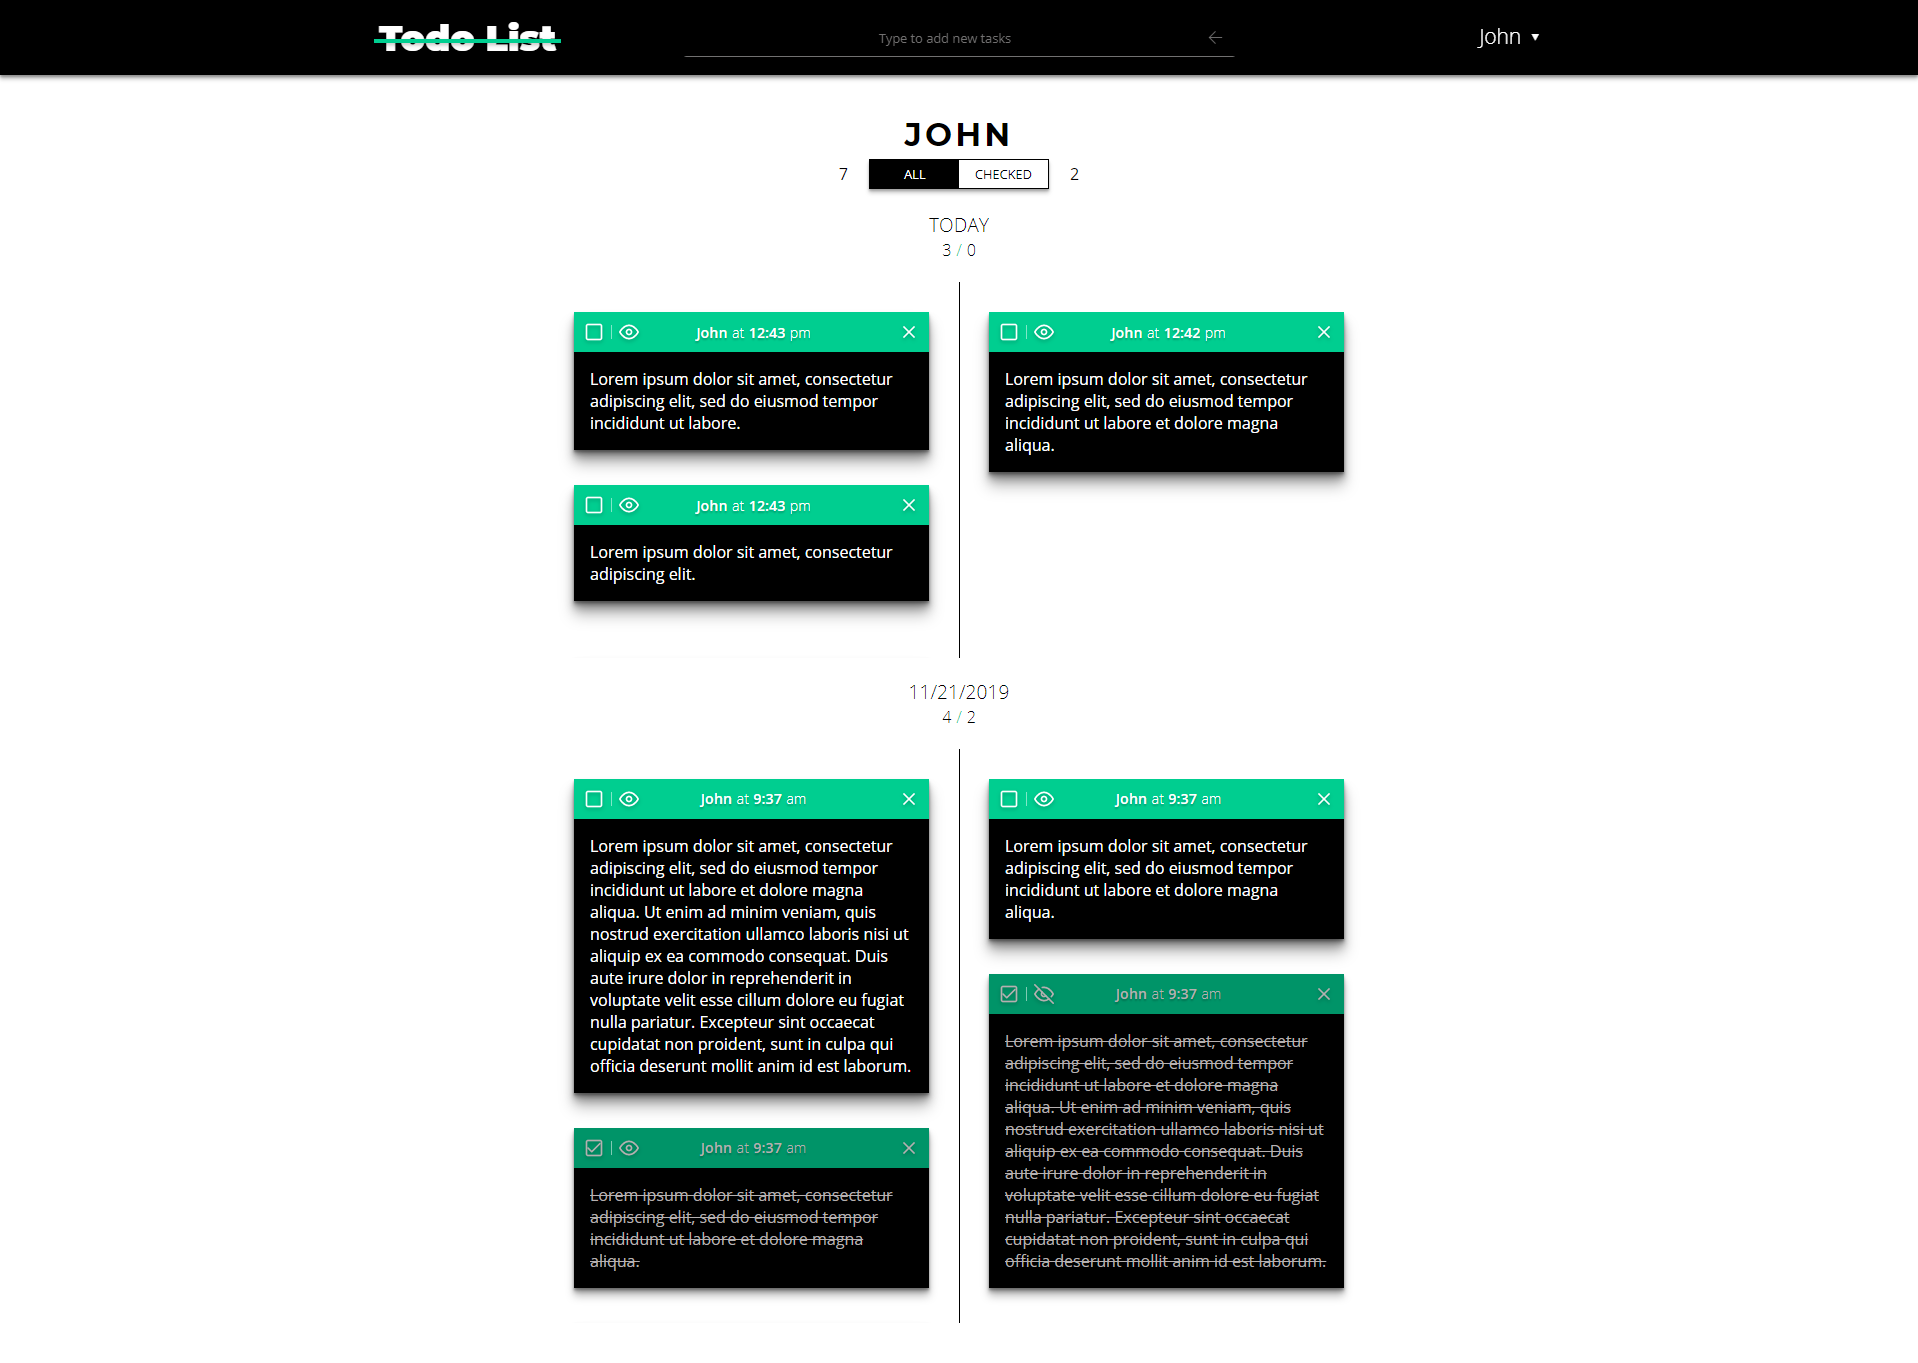 Todo List
Type to add new tasks
John
JOHN
7
ALL
CHECKED
2
TODAY
3 / 0
John at 12:43 pm
Lorem ipsum dolor sit amet, consectetur
adipiscing elit, sed do eiusmod tempor
incididunt ut labore.
John at 12:42 pm
Lorem ipsum dolor sit amet, consectetur
adipiscing elit, sed do eiusmod tempor
incididunt ut labore et dolore magna
aliqua.
John at 12:43 pm
Lorem ipsum dolor sit amet, consectetur
adipiscing elit.
11/21/2019
4 / 2
John at 9:37 am
Lorem ipsum dolor sit amet, consectetur
adipiscing elit, sed do eiusmod tempor
incididunt ut labore et dolore magna
aliqua. Ut enim ad minim veniam, quis
nostrud exercitation ullamco laboris nisi ut
aliquip ex ea commodo consequat. Duis
aute irure dolor in reprehenderit in
voluptate velit esse cillum dolore eu fugiat
nulla pariatur. Excepteur sint occaecat
cupidatat non proident, sunt in culpa qui
officia deserunt mollit anim id est laborum.
John at 9:37 am
Lorem ipsum dolor sit amet, consectetur
adipiscing elit, sed do eiusmod tempor
incididunt ut labore et dolore magna
aliqua.
John at 9:37 am
Lorem ipsum dolor sit amet, consectetur
adipiscing elit, sed do eiusmod tempor
incididunt ut labore et dolore magna
aliqua. Ut enim ad minim veniam, quis
nostrud exercitation ullamco laboris nisi ut
aliquip ex ea commodo consequat. Duis
aute irure dolor in reprehenderit in
voluptate velit esse cillum dolore eu fugiat
nulla pariatur. Excepteur sint occaecat
cupidatat non proident, sunt in culpa qui
officia deserunt mollit anim id est laborum.
John at 9:37 am
Lorem ipsum dolor sit amet, consectetur
adipiscing elit, sed do eiusmod tempor
incididunt ut labore et dolore magna
aliqua.